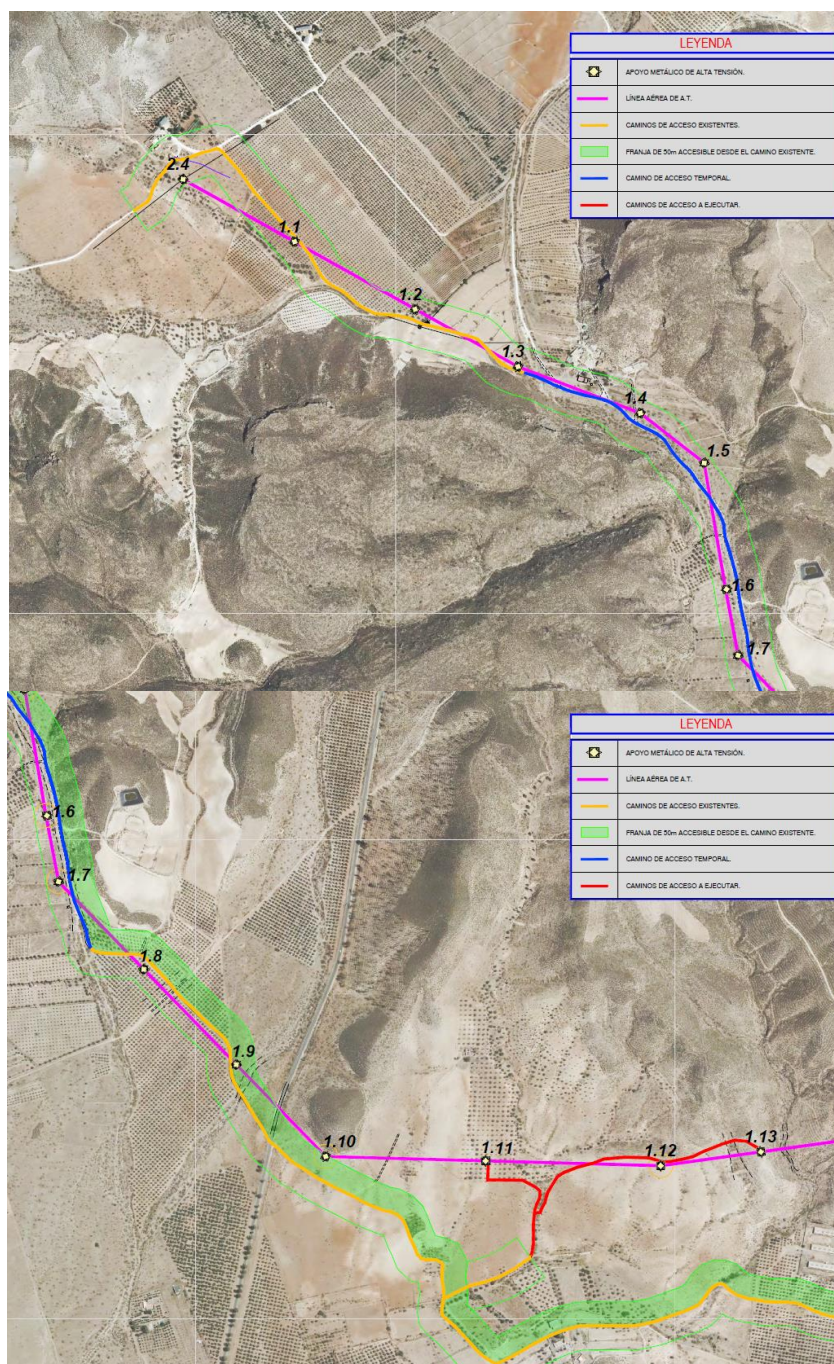 LEYENDA
APOYO METÁLICO DE ALTA TENSIÓN.
LÍNEA AÉREA DE A.T.
CAMINOS DE ACCESO EXISTENTES.
FRANJA DE 50m ACCESIBLE DESDE EL CAMINO EXISTENTE.
CAMINO DE ACCESO TEMPORAL.
CAMINOS DE ACCESO A EJECUTAR.
2.4
1.1
1.2
1.3
1.4
1.5
1.6
1.7
LEYENDA
APOYO METÁLICO DE ALTA TENSIÓN.
LÍNEA AÉREA DE A.T.
CAMINOS DE ACCESO EXISTENTES.
FRANJA DE 50m ACCESIBLE DESDE EL CAMINO EXISTENTE.
CAMINO DE ACCESO TEMPORAL.
CAMINOS DE ACCESO A EJECUTAR.
1.6
1.7
1.8
1.9
1.10
1.11
1.12
1.13